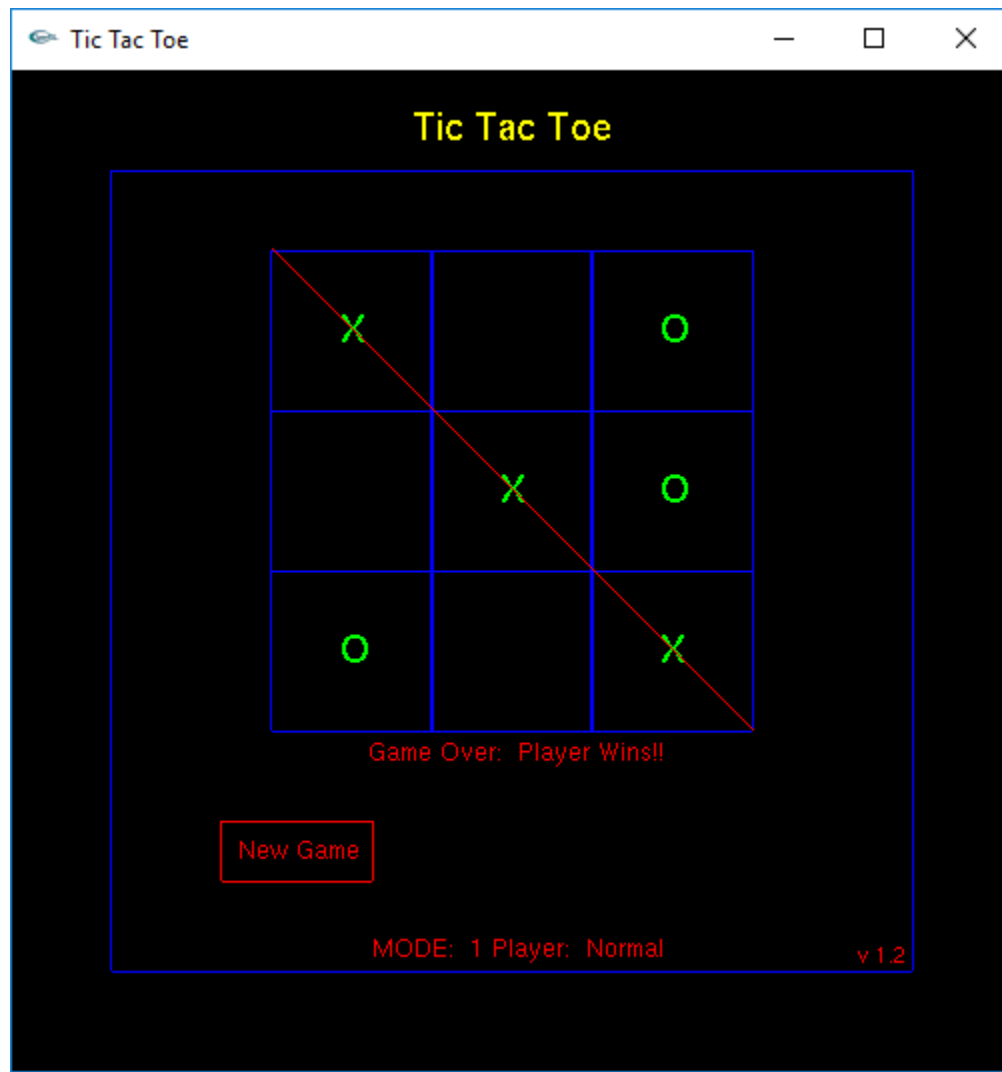 Tic Tac Toe
Tic Tac Toe
X O
X O
O X
Game Over:  Player Wins!!
New Game
MODE:  1 Player:  Normal
v 1.2